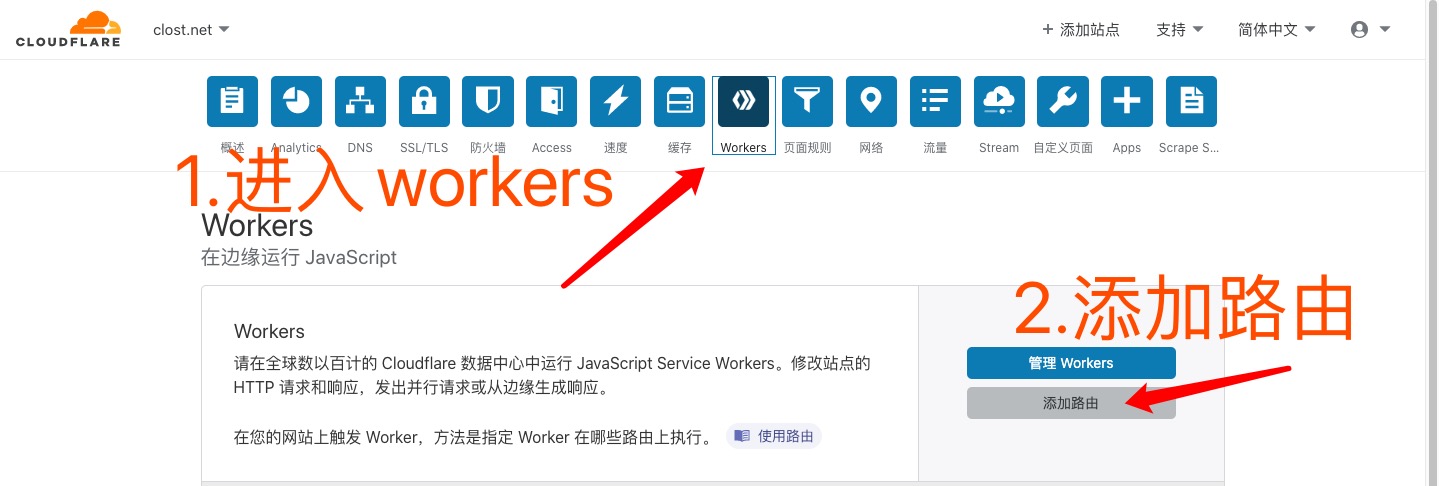 CLOUDFLARE
clost.net
添加站点
支持
简体中文
概述 Analytics DNS SSL/TLS 防火墙 Access 速度 缓存 Workers 页面规则 网络 流量 Stream 自定义页面 Apps Scrape S...
1.进入workers
Workers
在边缘运行 JavaScript
2.添加路由
Workers
请在全球数以百计的 Cloudflare 数据中心中运行 JavaScript Service Workers。修改站点的
HTTP 请求和响应，发出并行请求或从边缘生成响应。
管理 Workers
添加路由
在您的网站上触发 Worker，方法是指定 Worker 在哪些路由上执行。 使用路由